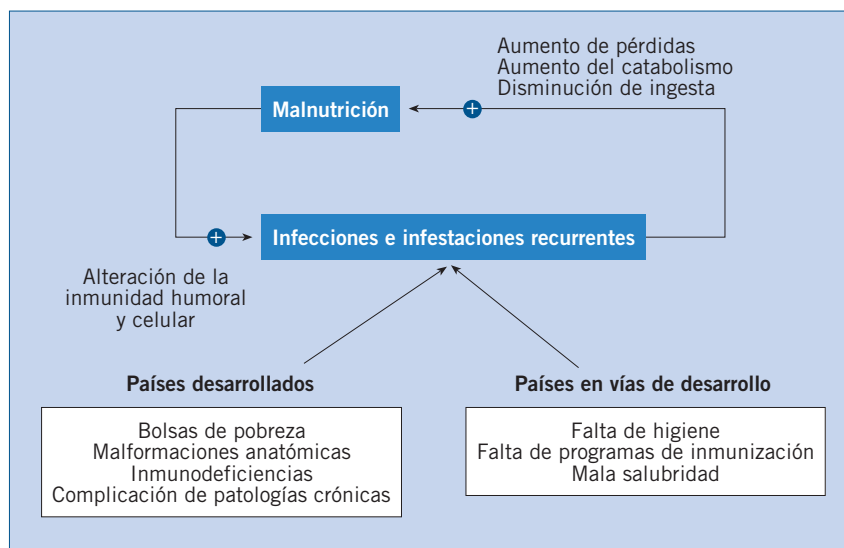 Aumento de pérdidas
Aumento del catabolismo
Disminución de ingesta
Malnutrición
+
+
Infecciones e infestaciones recurrentes
Alteración de la
inmunidad humoral
y celular
Países desarrollados
Bolsas de pobreza
Malformaciones anatómicas
Inmunodeficiencias
Complicación de patologías crónicas
Países en vías de desarrollo
Falta de higiene
Falta de programas de inmunización
Mala salubridad